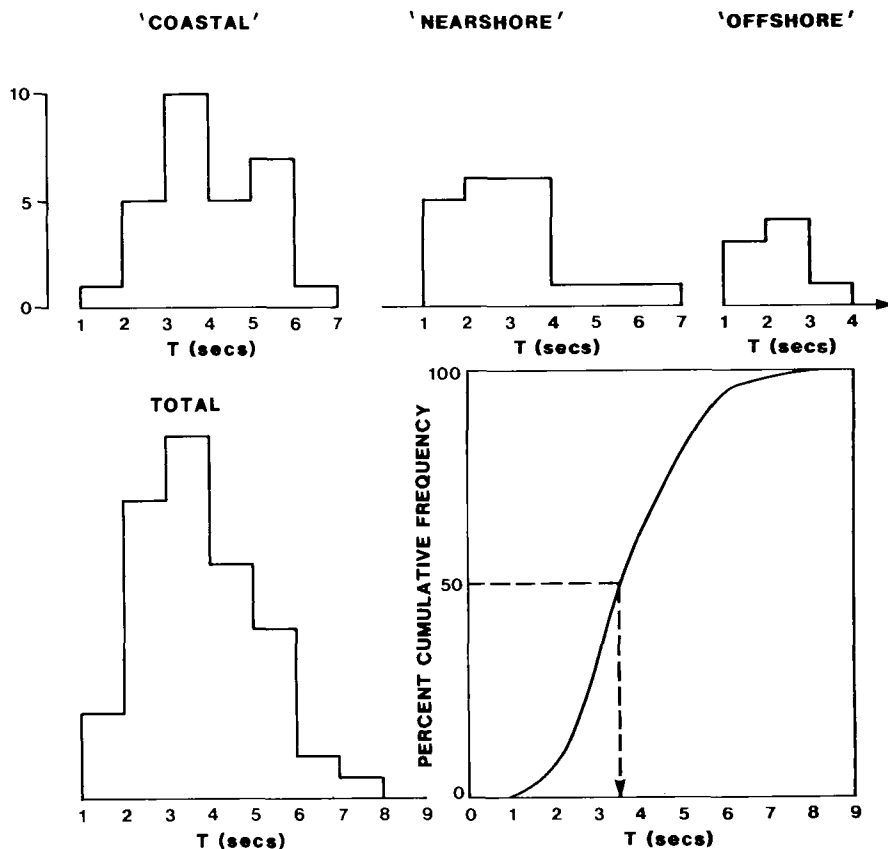 'COASTAL' 'NEARSHORE' 'OFFSHORE'
10
5
0
1 2 3 4 5 6 7
T (secs)
1 2 3 4 5 6 7
T (secs)
1 2 3 4
T (secs)
TOTAL
1 2 3 4 5 6 7 8 9
T (secs)
PERCENT CUMULATIVE FREQUENCY
100
50
0
0 1 2 3 4 5 6 7 8 9
T (secs)